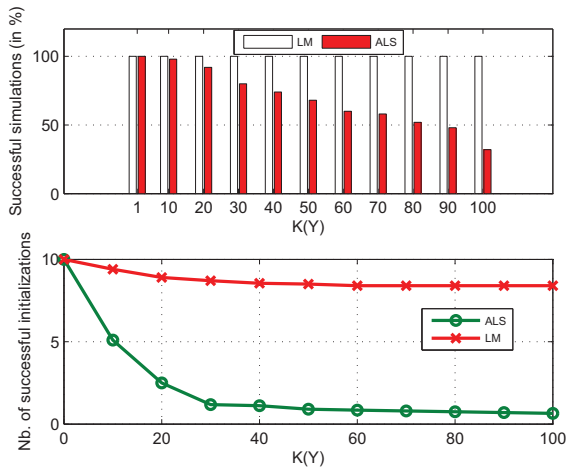 Successful simulations (in %)
100
50
0
LM
ALS
1 10 20 30 40 50 60 70 80 90 100
K(Y)
Nb. of successful initializations
10
5
0
ALS
LM
0 20 40 60 80 100
K(Y)